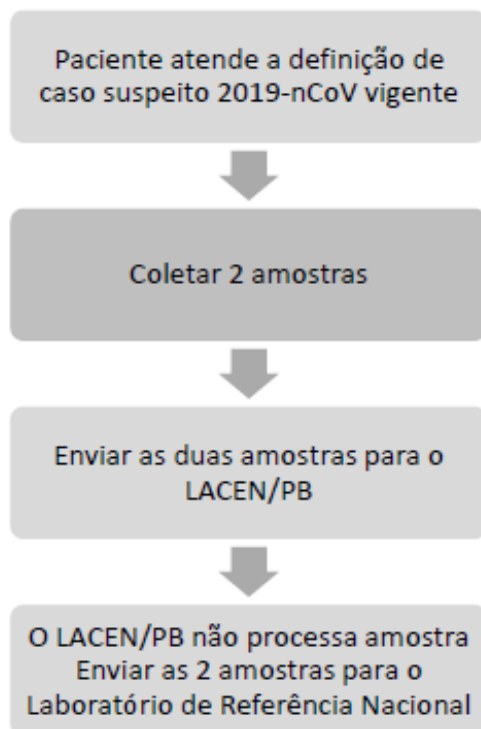 Paciente atende a definição de
caso suspeito 2019-nCoV vigente
Coletar 2 amostras
Enviar as duas amostras para o
LACEN/PB
O LACEN/PB não processa amostra
Enviar as 2 amostras para o
Laboratório de Referência Nacional